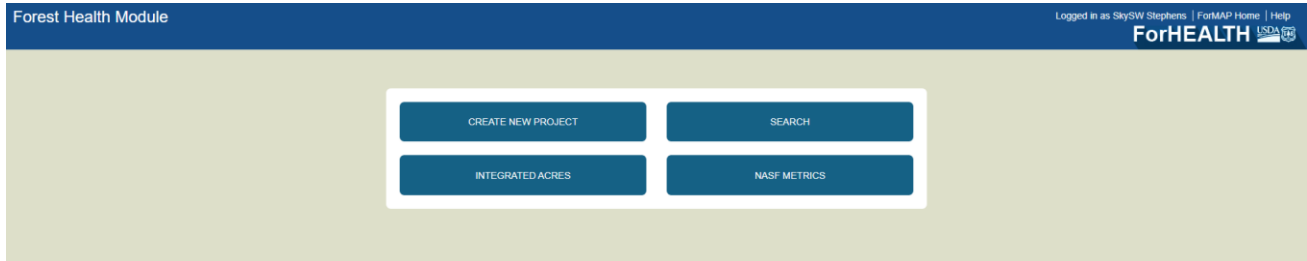 Forest Health Module
Logged in as SkySW Stephens | ForMAP Home | Help
ForHEALTH USDA
CREATE NEW PROJECT
SEARCH
INTEGRATED ACRES
NASF METRICS